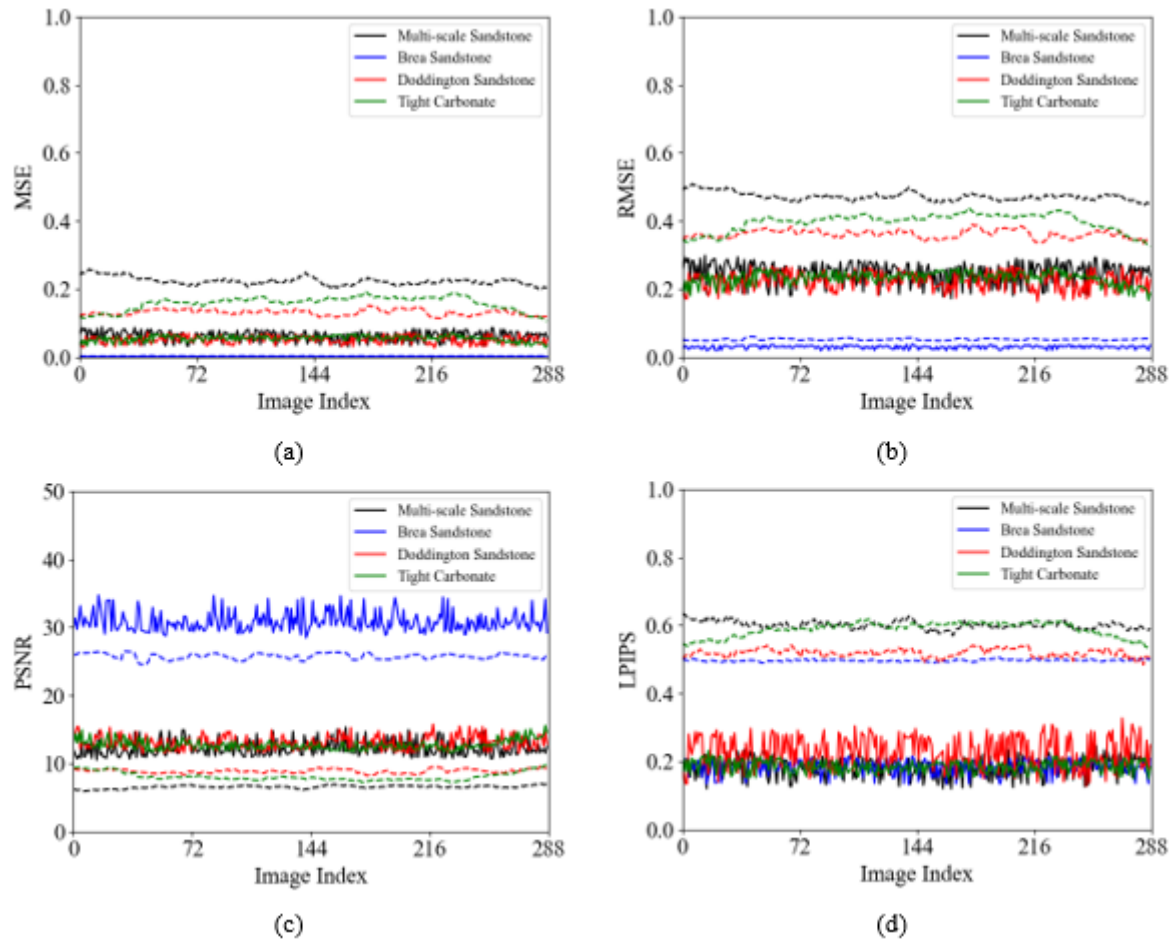 1.0
0.8
0.6
0.4
0.2
0.0
MSE
0
72
144
216
288
Image Index
Multi-scale Sandstone
Brea Sandstone
Doddington Sandstone
Tight Carbonate
(a)
1.0
0.8
0.6
0.4
0.2
0.0
RMSE
0
72
144
216
288
Image Index
Multi-scale Sandstone
Brea Sandstone
Doddington Sandstone
Tight Carbonate
(b)
50
40
30
20
10
0
PSNR
0
72
144
216
288
Image Index
Multi-scale Sandstone
Brea Sandstone
Doddington Sandstone
Tight Carbonate
(c)
1.0
0.8
0.6
0.4
0.2
0.0
LPIPS
0
72
144
216
288
Image Index
Multi-scale Sandstone
Brea Sandstone
Doddington Sandstone
Tight Carbonate
(d)